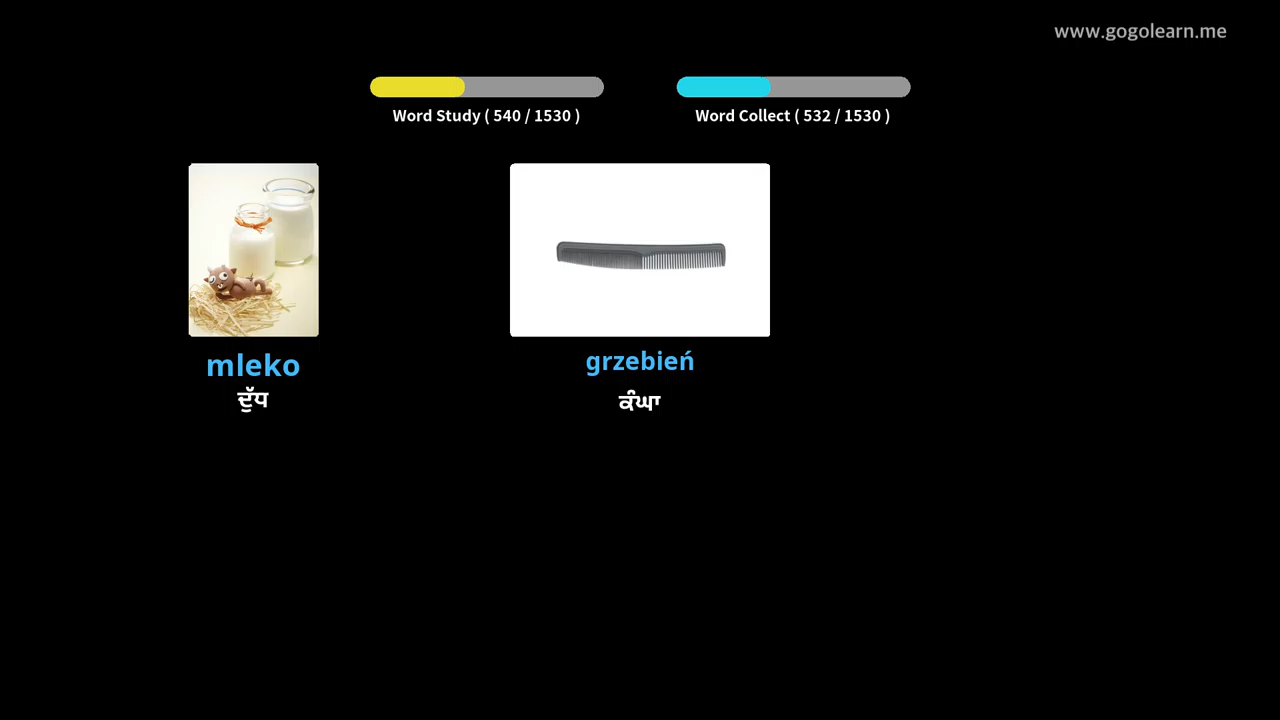 www.gogolearn.me
Word Study ( 540 / 1530 )
Word Collect ( 532 / 1530 )
mleko
ਦੁੱਧ
grzebień
ਕੰਘਾ